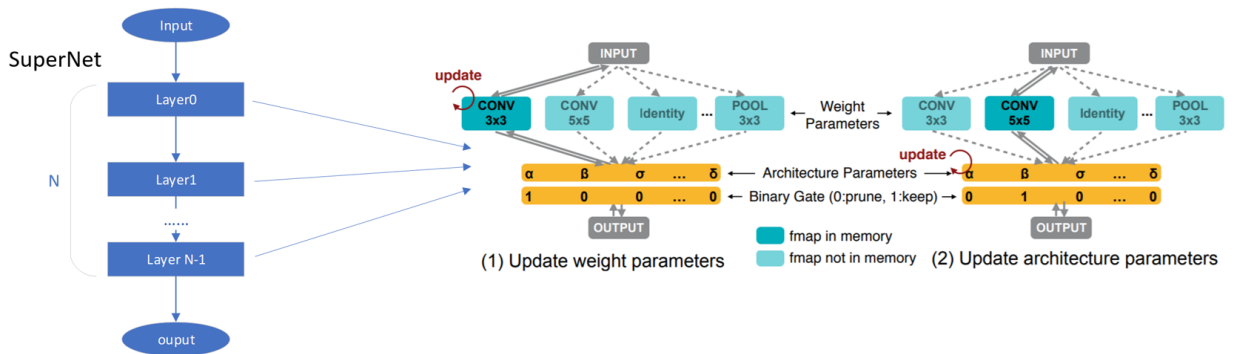 Input
SuperNet
Layer0
Layer1
......
Layer N-1
N
ouput
INPUT
update
CONV 3x3
CONV 5x5
Identity
...
POOL 3x3
α β σ ... δ
1 0 0 ... 0
OUTPUT
(1) Update weight parameters
Weight
Parameters
Architecture Parameters
Binary Gate (0:prune, 1:keep)
fmap in memory
fmap not in memory
INPUT
CONV 3x3
CONV 5x5
Identity
...
POOL 3x3
update
α β σ ... δ
0 1 0 ... 0
OUTPUT
(2) Update architecture parameters